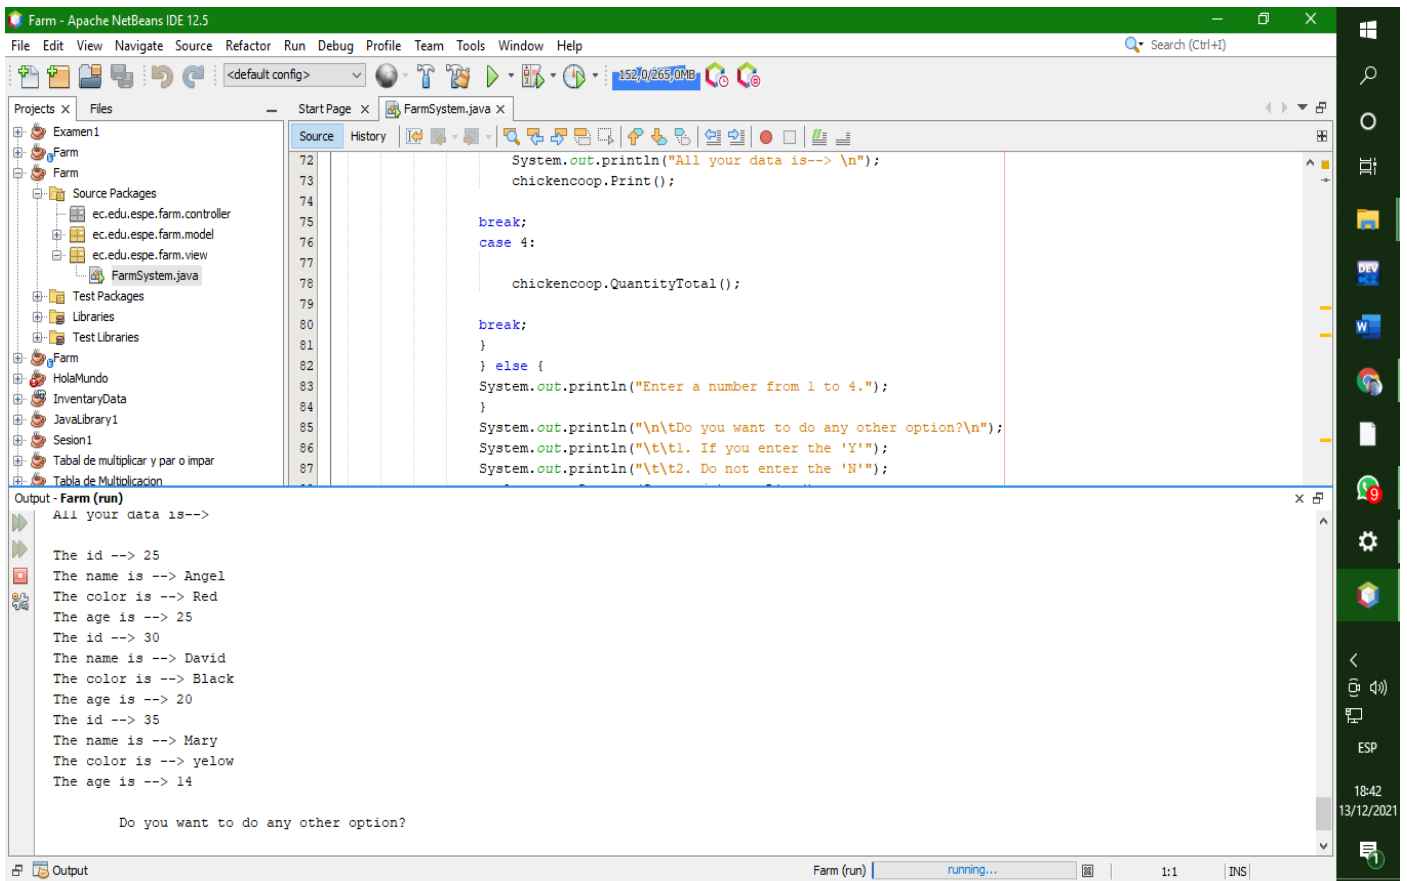 Farm - Apache NetBeans IDE 12.5
File Edit View Navigate Source Refactor Run Debug Profile Team Tools Window Help
Search (Ctrl+I)
<default config>
152,0/265,0MB
Projects
Files
Start Page
FarmSystem.java
Source
History
Examen1
Farm
Farm
Source Packages
ec.edu.espe.farm.controller
ec.edu.espe.farm.model
ec.edu.espe.farm.view
FarmSystem.java
Test Packages
Libraries
Test Libraries
Farm
HolaMundo
InventaryData
JavaLibrary1
Sesion1
Tabal de multiplicar y par o impar
Tabla de Multiplicacion
72 System.out.println("All your data is--> \n");
73 chickencoop.Print();
74
75 break;
76 case 4:
77
78 chickencoop.QuantityTotal();
79
80 break;
81 }
82 } else {
83 System.out.println("Enter a number from 1 to 4.");
84 }
85 System.out.println("\n\tDo you want to do any other option?\n");
86 System.out.println("\t\t1. If you enter the 'Y'");
87 System.out.println("\t\t2. Do not enter the 'N'");
Output - Farm (run)
All your data is-->
The id --> 25
The name is --> Angel
The color is --> Red
The age is --> 25
The id --> 30
The name is --> David
The color is --> Black
The age is --> 20
The id --> 35
The name is --> Mary
The color is --> yelow
The age is --> 14
Do you want to do any other option?
Output
Farm (run)
running...
1:1
INS
DEV
C++
W
9
ESP
18:42
13/12/2021
1